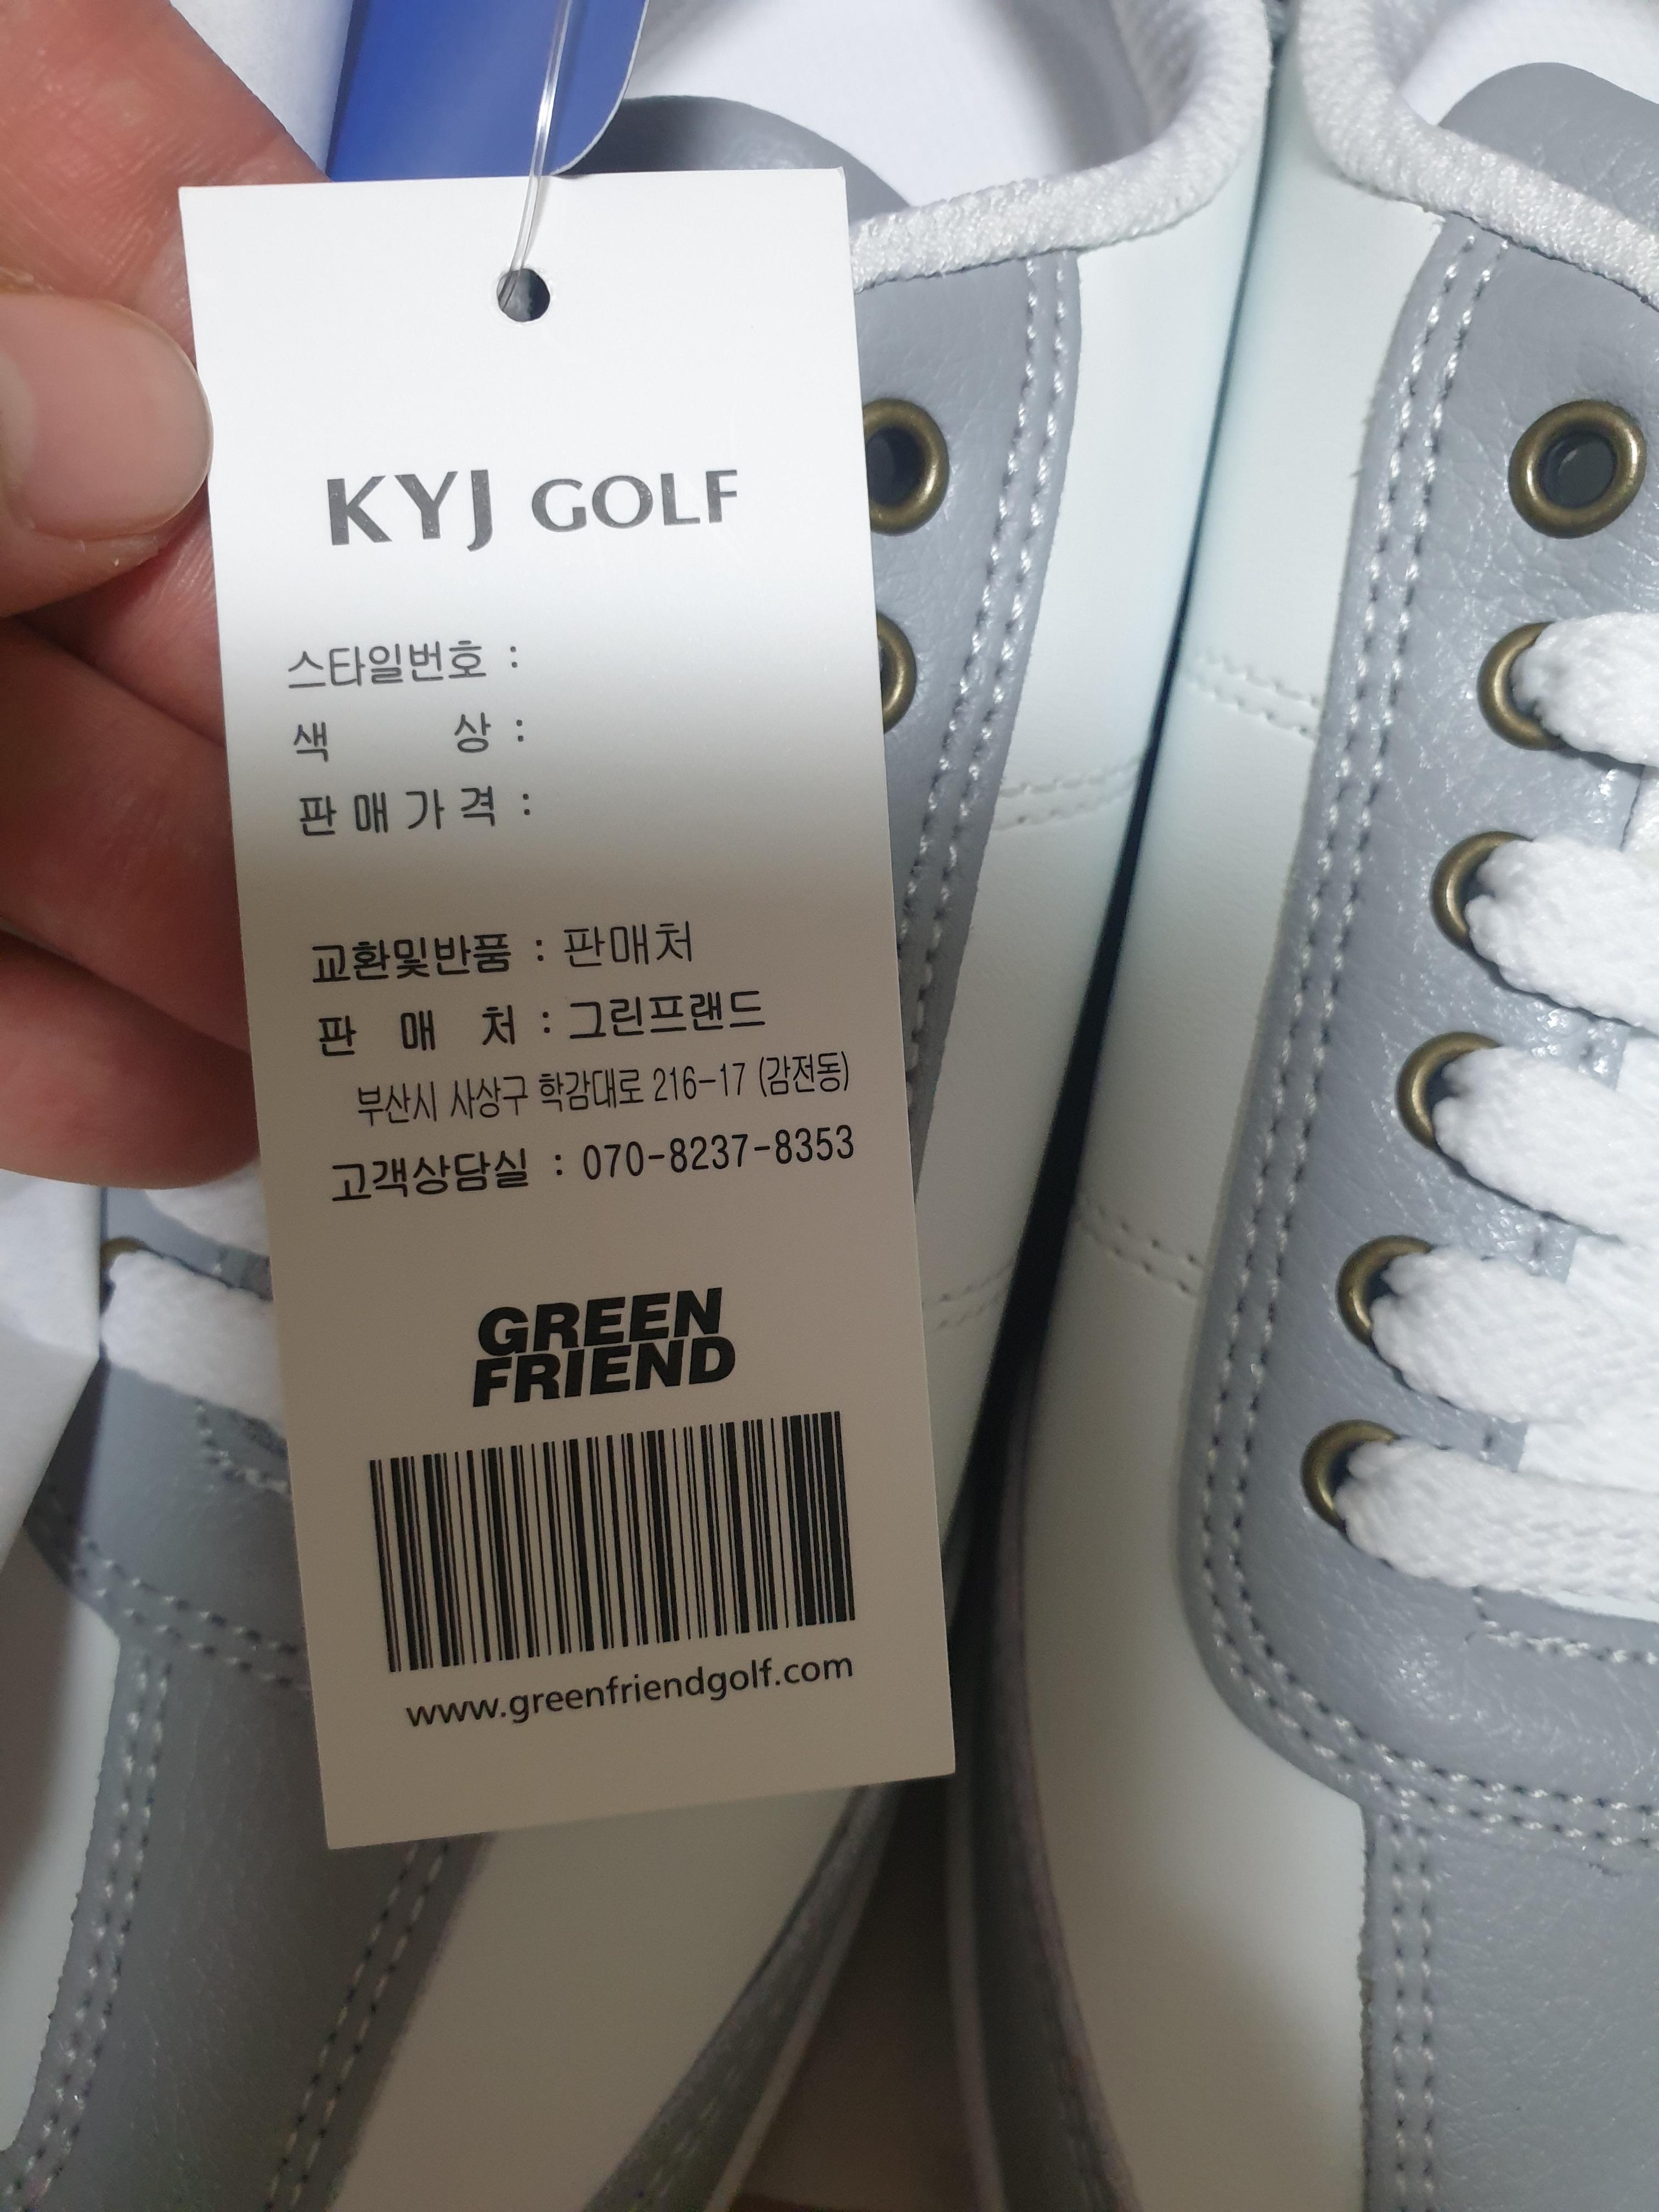 KYJ GOLF
스타일번호 :
색 상 :
판매가격 :
교환및반품 : 판매처
판 매 처 : 그린프랜드
부산시 사상구 학감대로 216-17 (감전동)
고객상담실 : 070-8237-8353
GREEN
FRIEND
www.greenfriendgolf.com